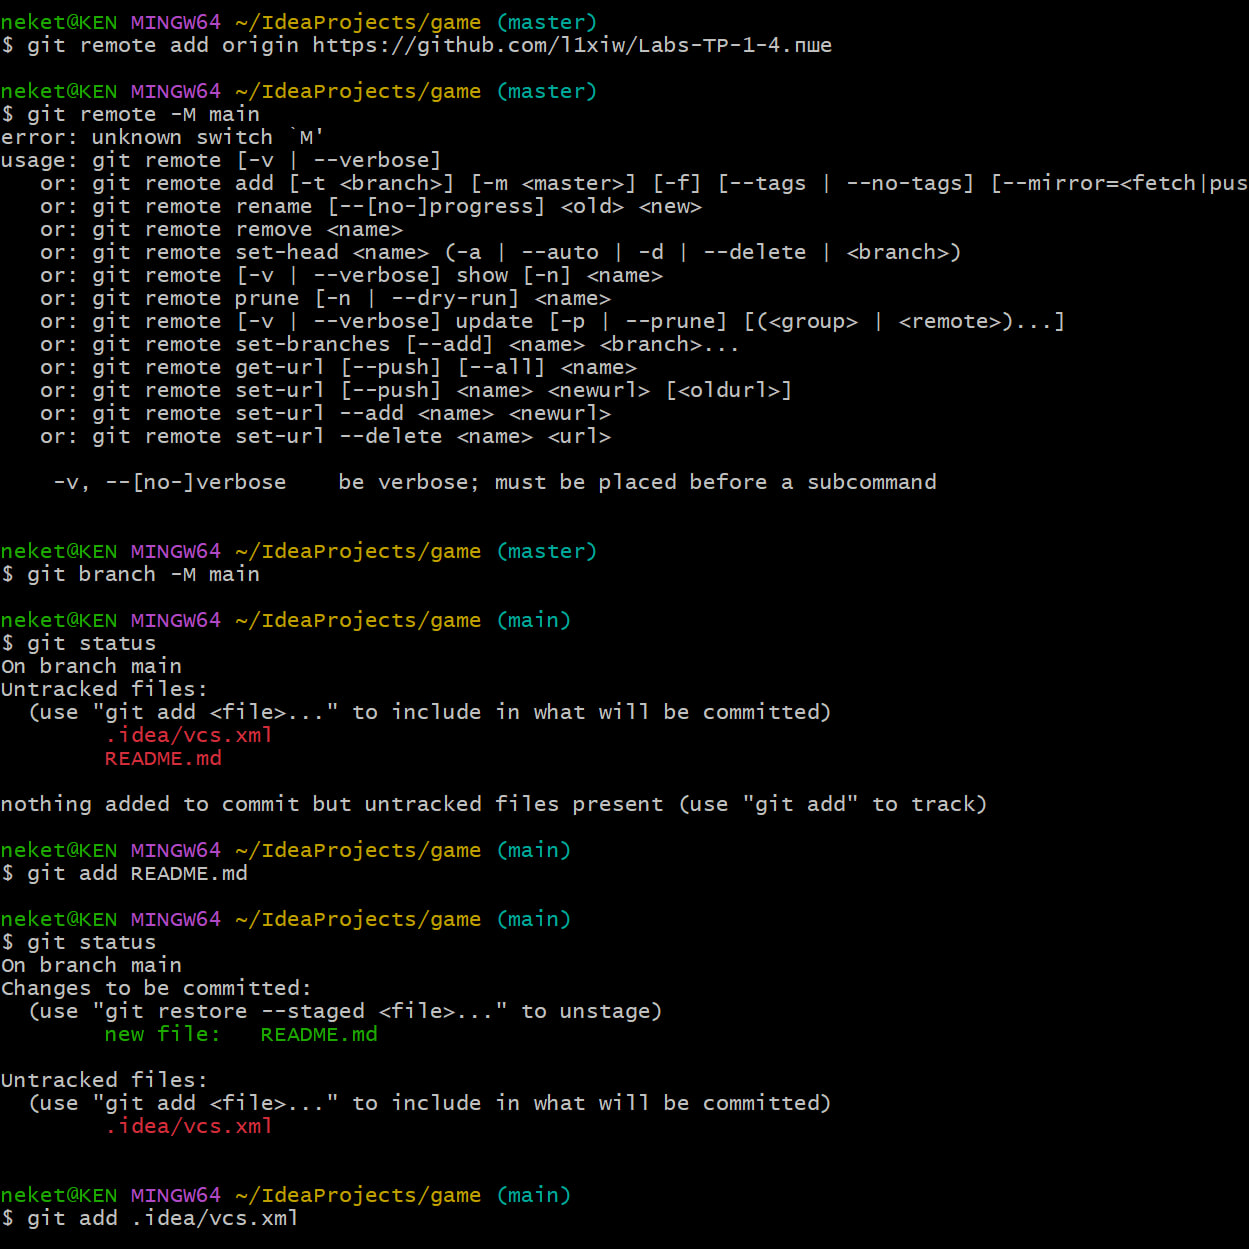 neket@KEN MINGW64 ~/IdeaProjects/game (master)
$ git remote add origin https://github.com/l1xiw/Labs-TP-1-4.пше
neket@KEN MINGW64 ~/IdeaProjects/game (master)
$ git remote -M main
error: unknown switch `M'
usage: git remote [-v | --verbose]
   or: git remote add [-t <branch>] [-m <master>] [-f] [--tags | --no-tags] [--mirror=<fetch|pus
   or: git remote rename [--[no-]progress] <old> <new>
   or: git remote remove <name>
   or: git remote set-head <name> (-a | --auto | -d | --delete | <branch>)
   or: git remote [-v | --verbose] show [-n] <name>
   or: git remote prune [-n | --dry-run] <name>
   or: git remote [-v | --verbose] update [-p | --prune] [(<group> | <remote>)...]
   or: git remote set-branches [--add] <name> <branch>...
   or: git remote get-url [--push] [--all] <name>
   or: git remote set-url [--push] <name> <newurl> [<oldurl>]
   or: git remote set-url --add <name> <newurl>
   or: git remote set-url --delete <name> <url>
    -v, --[no-]verbose    be verbose; must be placed before a subcommand
neket@KEN MINGW64 ~/IdeaProjects/game (master)
$ git branch -M main
neket@KEN MINGW64 ~/IdeaProjects/game (main)
$ git status
On branch main
Untracked files:
  (use "git add <file>..." to include in what will be committed)
        .idea/vcs.xml
        README.md
nothing added to commit but untracked files present (use "git add" to track)
neket@KEN MINGW64 ~/IdeaProjects/game (main)
$ git add README.md
neket@KEN MINGW64 ~/IdeaProjects/game (main)
$ git status
On branch main
Changes to be committed:
  (use "git restore --staged <file>..." to unstage)
        new file:   README.md
Untracked files:
  (use "git add <file>..." to include in what will be committed)
        .idea/vcs.xml
neket@KEN MINGW64 ~/IdeaProjects/game (main)
$ git add .idea/vcs.xml